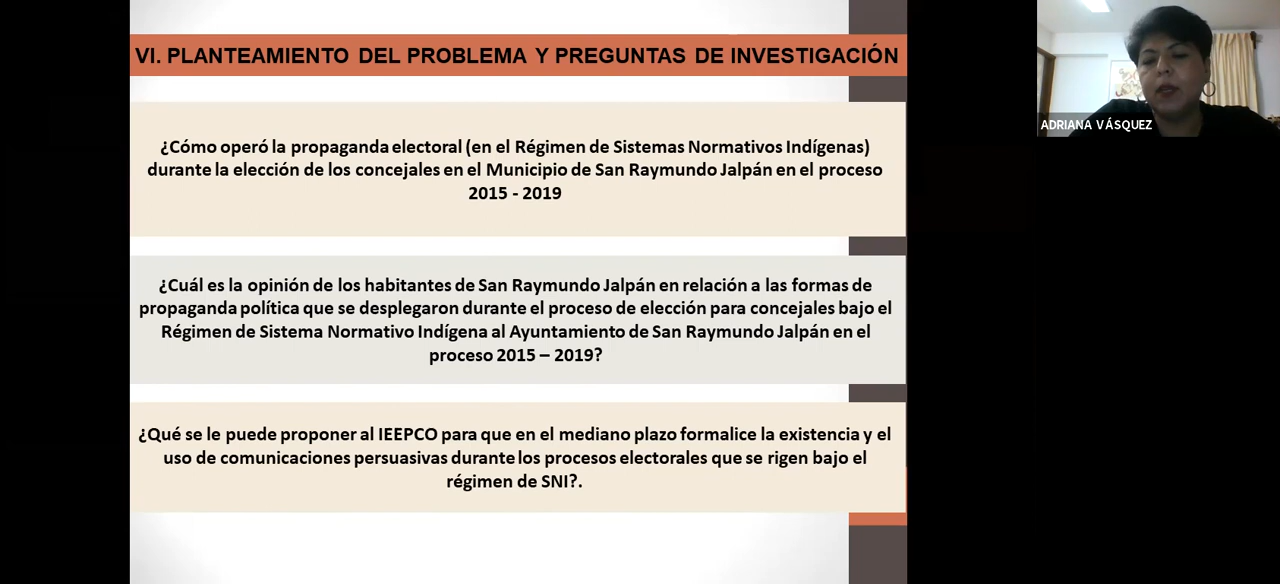 VI. PLANTEAMIENTO DEL PROBLEMA Y PREGUNTAS DE INVESTIGACIÓN
ADRIANA VÁSQUEZ
¿Cómo operó la propaganda electoral (en el Régimen de Sistemas Normativos Indígenas)
durante la elección de los concejales en el Municipio de San Raymundo Jalpán en el proceso
2015 - 2019
¿Cuál es la opinión de los habitantes de San Raymundo Jalpán en relación a las formas de
propaganda política que se desplegaron durante el proceso de elección para concejales bajo el
Régimen de Sistema Normativo Indígena al Ayuntamiento de San Raymundo Jalpán en el
proceso 2015 – 2019?
¿Qué se le puede proponer al IEEPCO para que en el mediano plazo formalice la existencia y el
uso de comunicaciones persuasivas durante los procesos electorales que se rigen bajo el
régimen de SNI?.